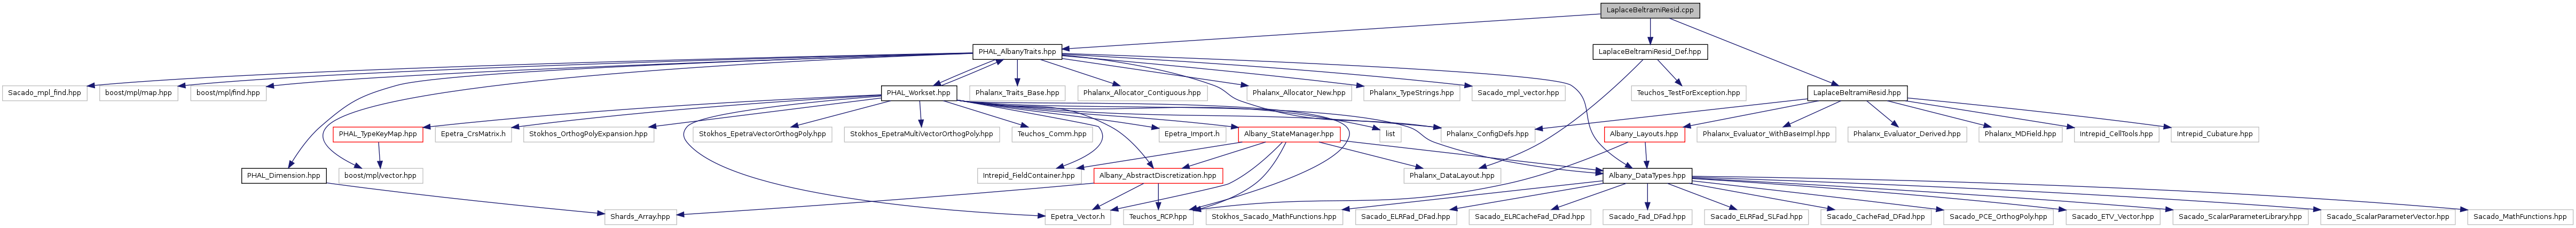 LaplaceBeltramiResid.cpp
PHAL_AlbanyTraits.hpp
LaplaceBeltramiResid_Def.hpp
Sacado_mpl_find.hpp
boost/mpl/map.hpp
boost/mpl/find.hpp
PHAL_Workset.hpp
Phalanx_Traits_Base.hpp
Phalanx_Allocator_Contiguous.hpp
Phalanx_Allocator_New.hpp
Phalanx_TypeStrings.hpp
Sacado_mpl_vector.hpp
Teuchos_TestForException.hpp
LaplaceBeltramiResid.hpp
PHAL_TypeKeyMap.hpp
Epetra_CrsMatrix.h
Stokhos_OrthogPolyExpansion.hpp
Stokhos_EpetraVectorOrthogPoly.hpp
Stokhos_EpetraMultiVectorOrthogPoly.hpp
Teuchos_Comm.hpp
Epetra_Import.h
Albany_StateManager.hpp
list
Phalanx_ConfigDefs.hpp
Albany_Layouts.hpp
Phalanx_Evaluator_WithBaseImpl.hpp
Phalanx_Evaluator_Derived.hpp
Phalanx_MDField.hpp
Intrepid_CellTools.hpp
Intrepid_Cubature.hpp
PHAL_Dimension.hpp
boost/mpl/vector.hpp
Intrepid_FieldContainer.hpp
Albany_AbstractDiscretization.hpp
Phalanx_DataLayout.hpp
Albany_DataTypes.hpp
Shards_Array.hpp
Epetra_Vector.h
Teuchos_RCP.hpp
Stokhos_Sacado_MathFunctions.hpp
Sacado_ELRFad_DFad.hpp
Sacado_ELRCacheFad_DFad.hpp
Sacado_Fad_DFad.hpp
Sacado_ELRFad_SLFad.hpp
Sacado_CacheFad_DFad.hpp
Sacado_PCE_OrthogPoly.hpp
Sacado_ETV_Vector.hpp
Sacado_ScalarParameterLibrary.hpp
Sacado_ScalarParameterVector.hpp
Sacado_MathFunctions.hpp